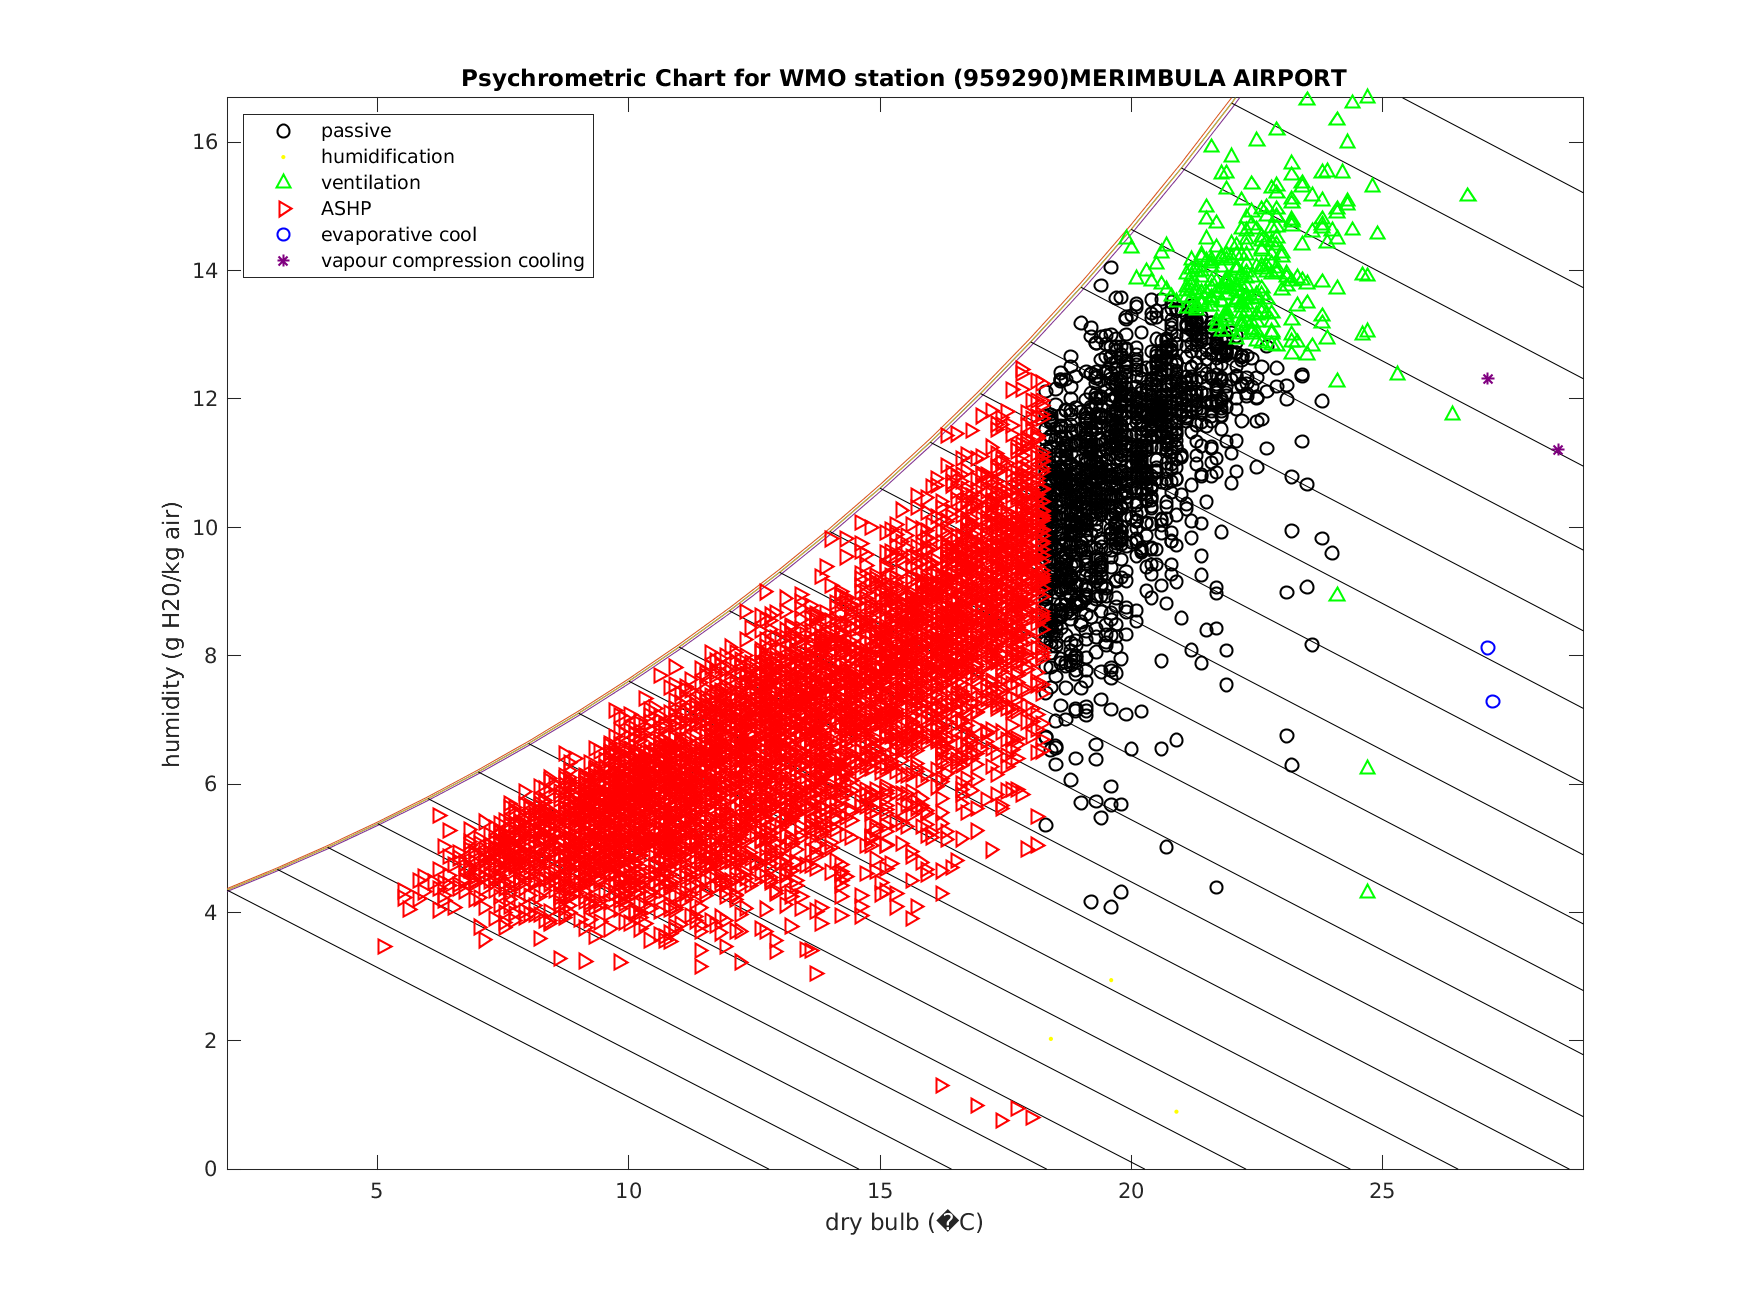 Psychrometric Chart for WMO station (959290)MERIMBULA AIRPORT
passive
humidification
ventilation
ASHP
evaporative cool
vapour compression cooling
16
14
12
10
8
6
4
2
0
humidity (g H20/kg air)
5 10 15 20 25
dry bulb (�C)